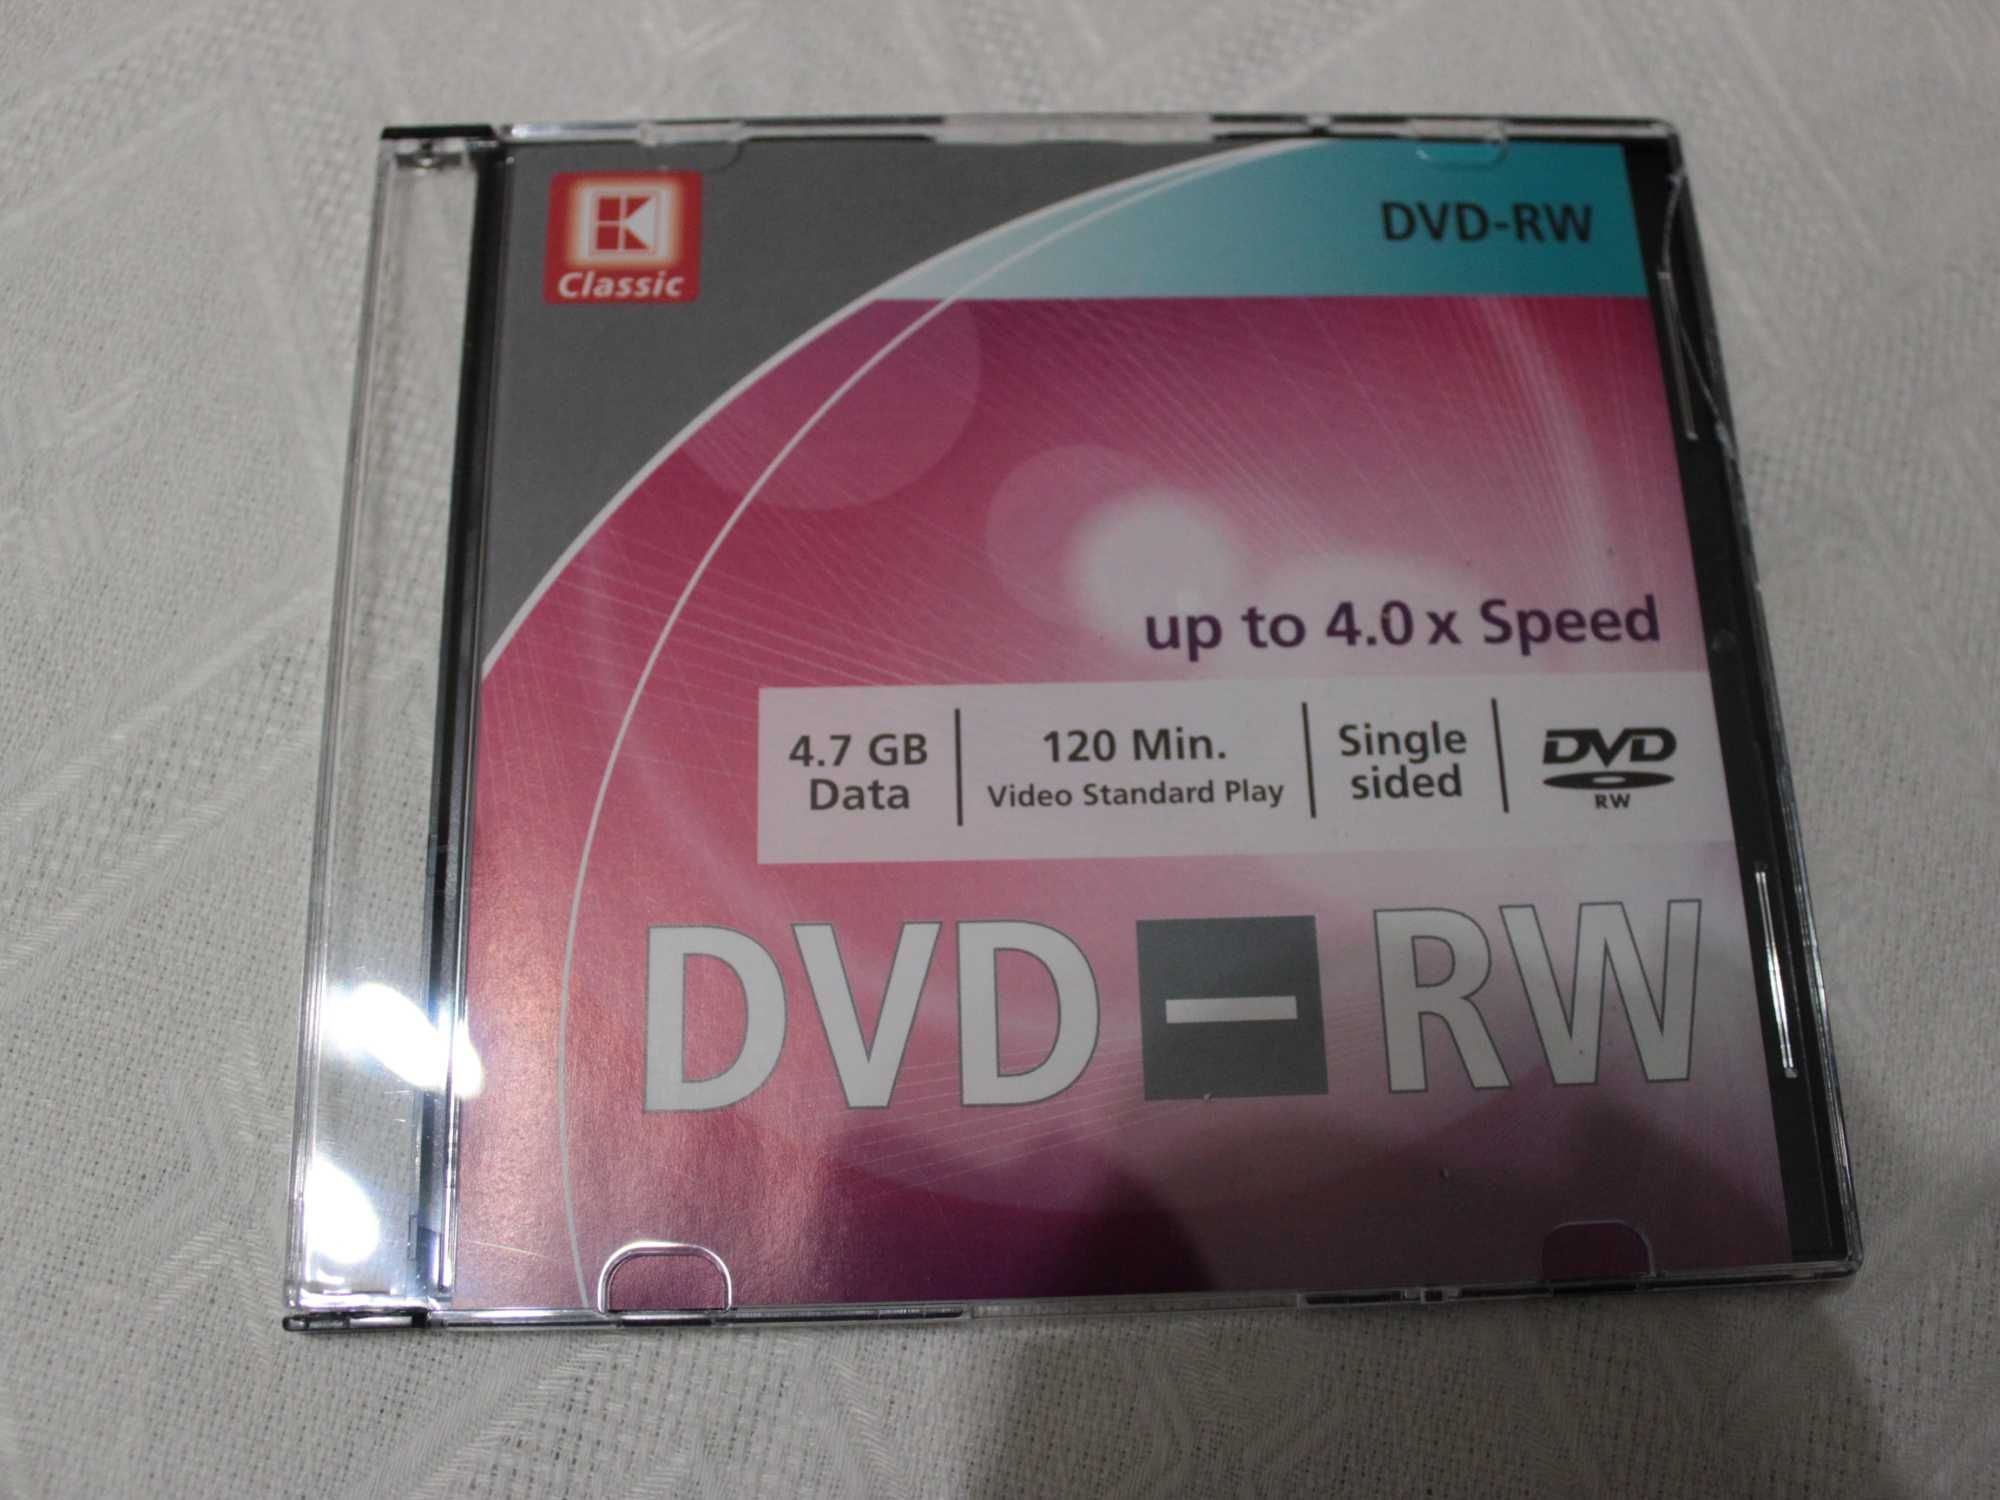 K
Classic
DVD-RW
up to 4.0 x Speed
4.7 GB
Data
120 Min.
Video Standard Play
Single
sided
DVD
RW
DVD-RW